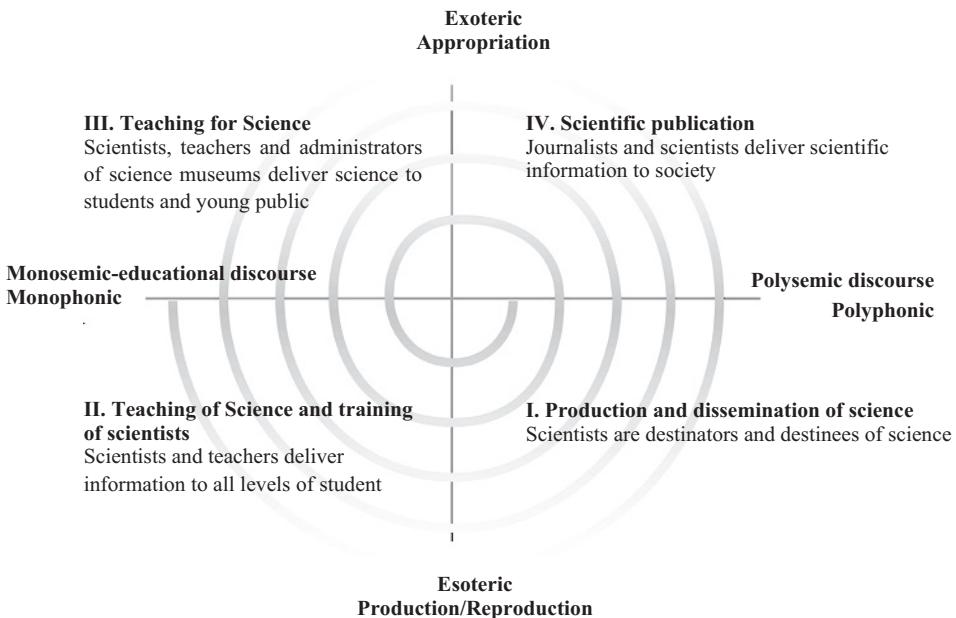 Exoteric
Appropriation
III. Teaching for Science
Scientists, teachers and administrators
of science museums deliver science to
students and young public
IV. Scientific publication
Journalists and scientists deliver scientific
information to society
Monosemic-educational discourse
Monophonic
Polysemic discourse
Polyphonic
II. Teaching of Science and training
of scientists
Scientists and teachers deliver
information to all levels of student
I. Production and dissemination of science
Scientists are destinators and destinees of science
Esoteric
Production/Reproduction